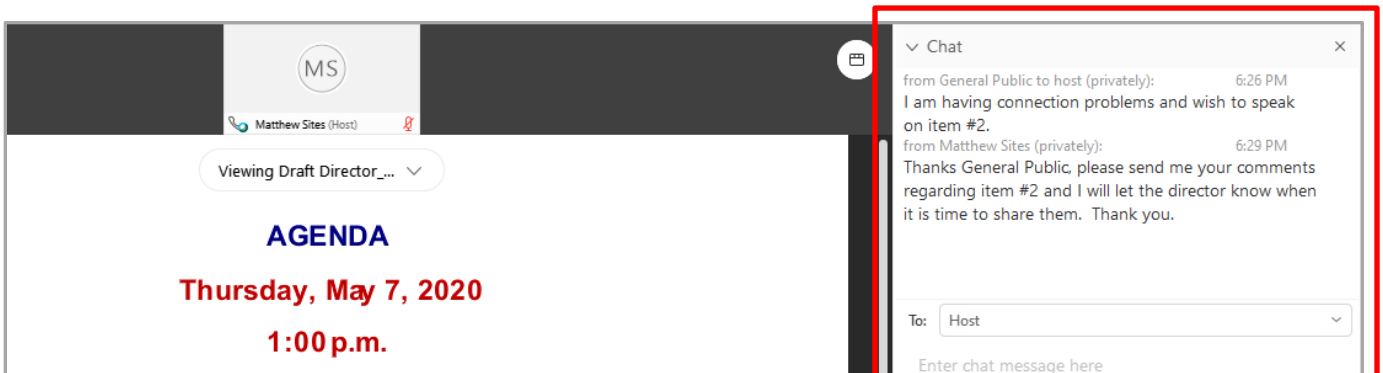 MS
Matthew Sites (Host)
Viewing Draft Director_...
AGENDA
Thursday, May 7, 2020
1:00 p.m.
Chat
from General Public to host (privately): 6:26 PM
I am having connection problems and wish to speak
on item #2.
from Matthew Sites (privately): 6:29 PM
Thanks General Public, please send me your comments
regarding item #2 and I will let the director know when
it is time to share them. Thank you.
To: Host
Enter chat message here